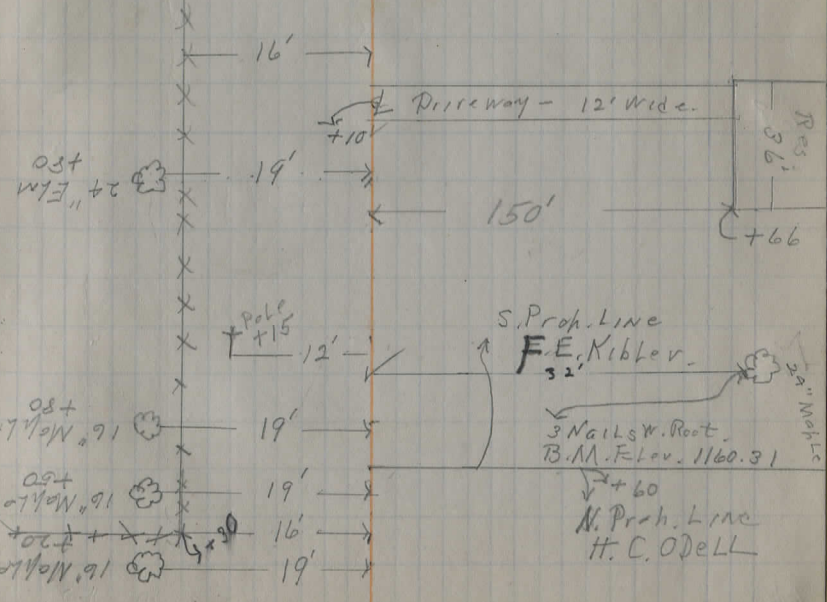 16'
℄ Driveway - 12' Wide.
+10
Res
36'
24" Elm
+80
19'
150'
+66
Pole
+15
12'
S. Prop. Line
F. E. Kibler.
32'
24" Maple
16" Maple
+80
19'
3 Nails W. Root.
B.M. Elev. 1160.31
16" Maple
+50
19'
+60
N. Prop. Line
H. C. ODELL
16'
+30
16" Maple
+20
19'